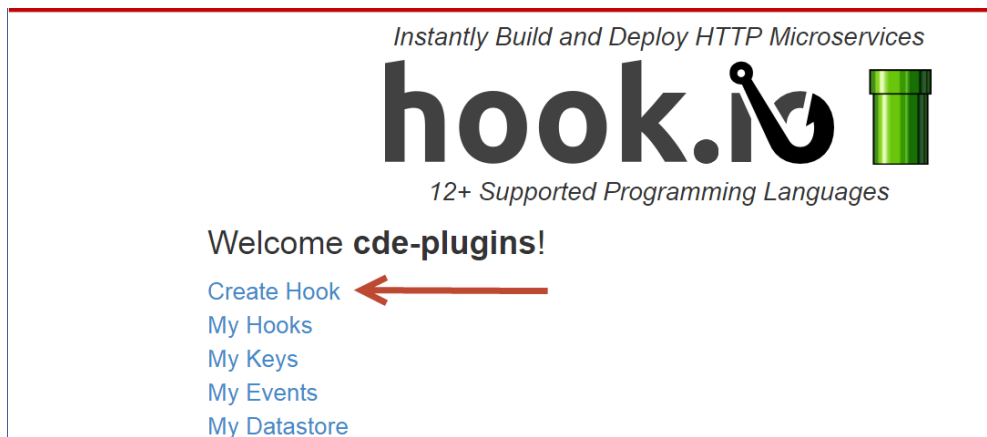 Instantly Build and Deploy HTTP Microservices
hook.io
12+ Supported Programming Languages
Welcome cde-plugins!
Create Hook
My Hooks
My Keys
My Events
My Datastore